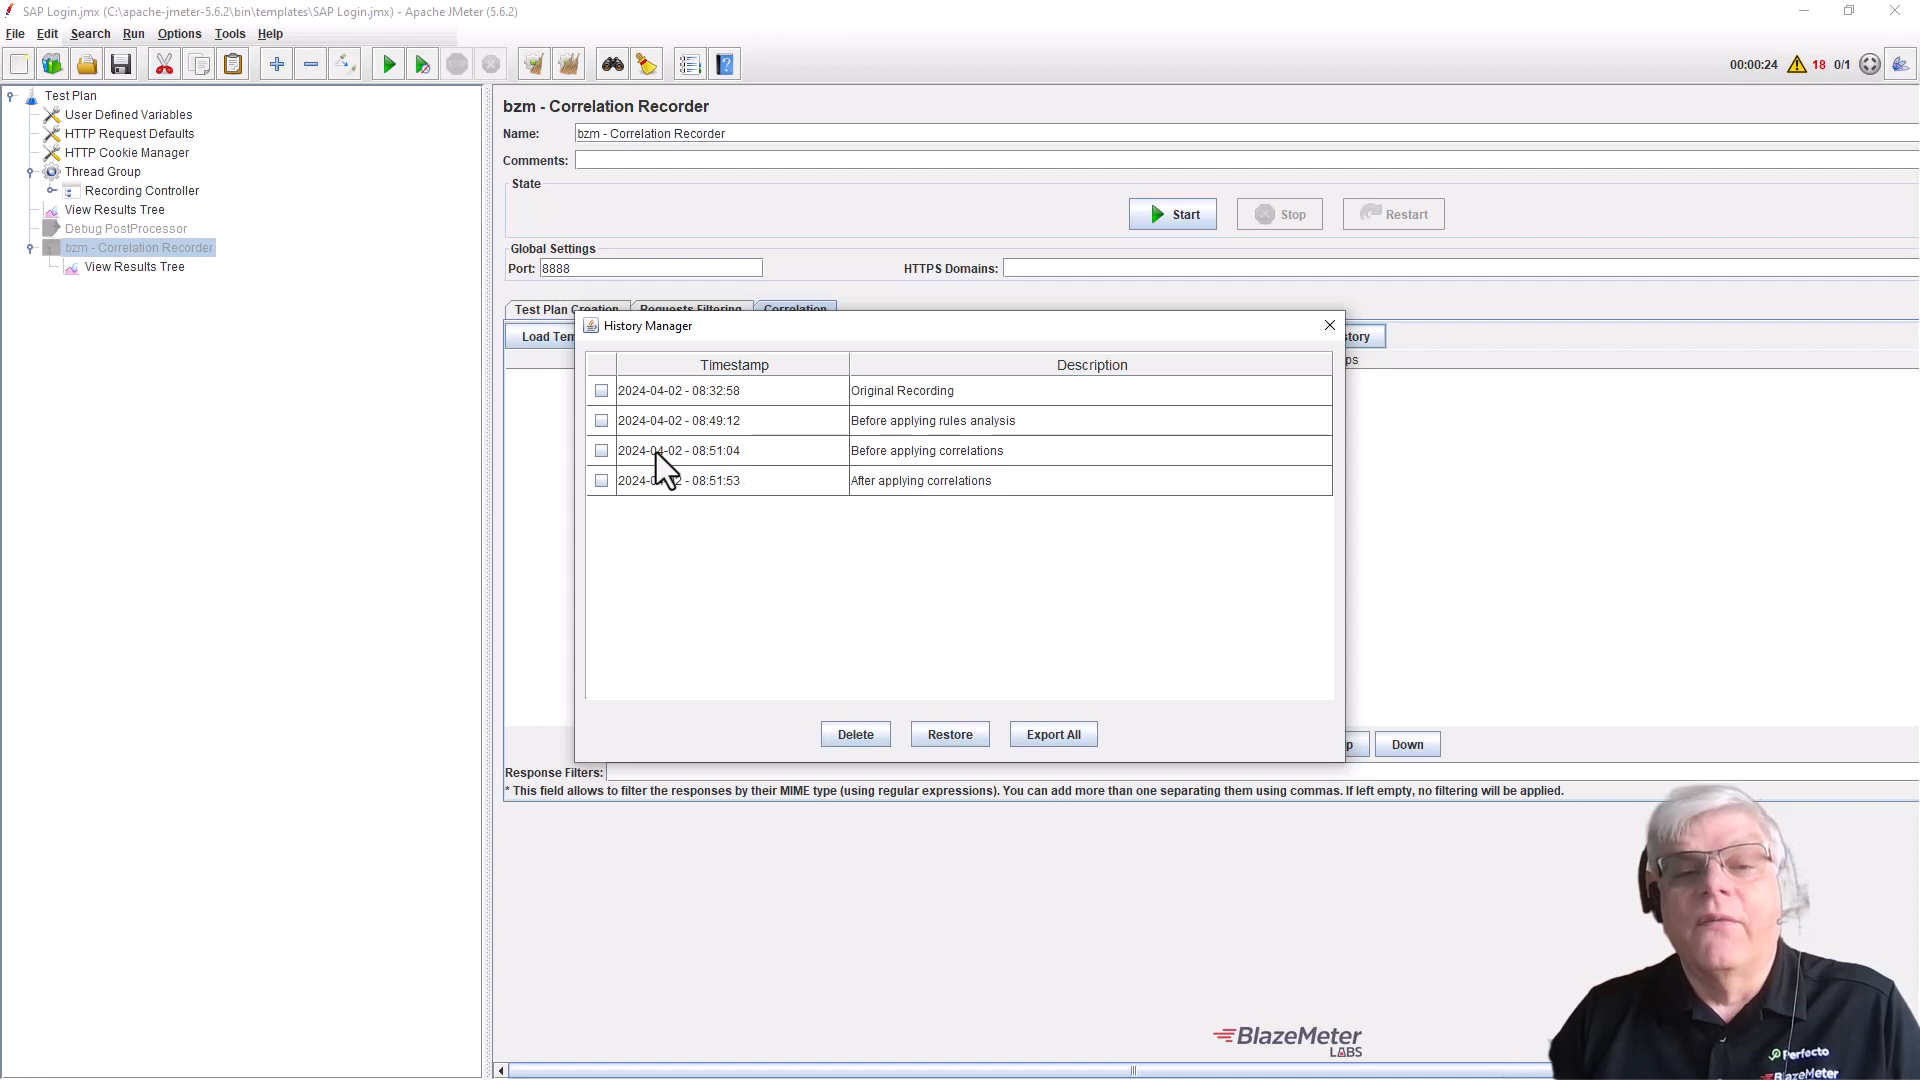 SAP Login.jmx (C:\apache-jmeter-5.6.2\bin\templates\SAP Login.jmx) - Apache JMeter (5.6.2)
File Edit Search Run Options Tools Help
00:00:24 18 0/1
Test Plan
User Defined Variables
HTTP Request Defaults
HTTP Cookie Manager
Thread Group
Recording Controller
View Results Tree
Debug PostProcessor
bzm - Correlation Recorder
View Results Tree
bzm - Correlation Recorder
Name: bzm - Correlation Recorder
Comments:
State
Start Stop Restart
Global Settings
Port: 8888 HTTPS Domains:
Test Plan Creation Requests Filtering Correlation
Load Tem
story
ps
History Manager
Timestamp Description
2024-04-02 - 08:32:58 Original Recording
2024-04-02 - 08:49:12 Before applying rules analysis
2024-04-02 - 08:51:04 Before applying correlations
2024-04-02 - 08:51:53 After applying correlations
Delete Restore Export All
p Down
Response Filters:
* This field allows to filter the responses by their MIME type (using regular expressions). You can add more than one separating them using commas. If left empty, no filtering will be applied.
BlazeMeter
LABS
Perfecto
BlazeMeter